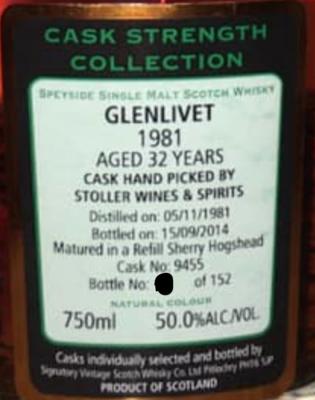 CASK STRENGTH
COLLECTION
SPEYSIDE SINGLE MALT SCOTCH WHISKY
GLENLIVET
1981
AGED 32 YEARS
CASK HAND PICKED BY
STOLLER WINES & SPIRITS
Distilled on: 05/11/1981
Bottled on: 15/09/2014
Matured in a Refill Sherry Hogshead
Cask No: 9455
Bottle No: of 152
NATURAL COLOUR
750ml 50.0%ALC./VOL.
Casks individually selected and bottled by
Signatory Vintage Scotch Whisky Co. Ltd Pitlochry PH16 5JP
PRODUCT OF SCOTLAND